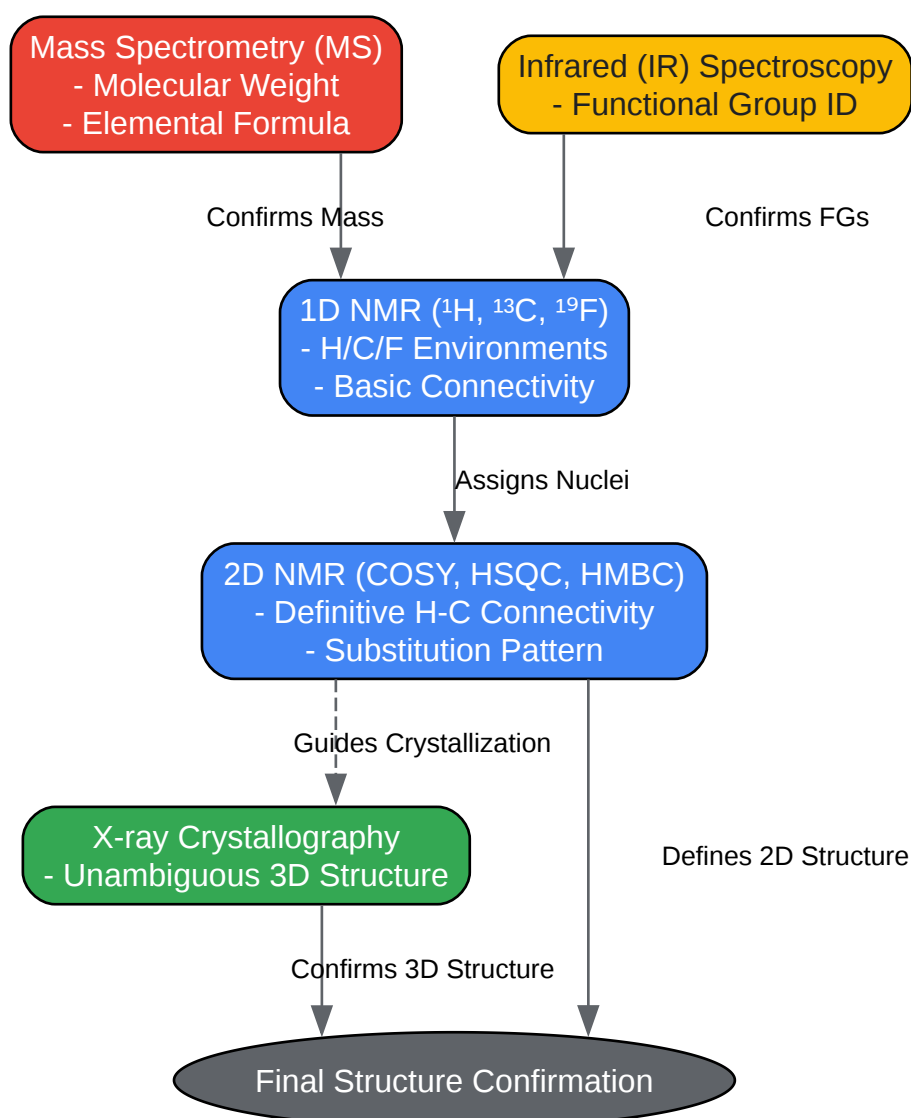 Mass Spectrometry (MS)
- Molecular Weight
- Elemental Formula
Infrared (IR) Spectroscopy
- Functional Group ID
Confirms Mass
Confirms FGs
1D NMR (¹H, ¹³C, ¹⁹F)
- H/C/F Environments
- Basic Connectivity
Assigns Nuclei
2D NMR (COSY, HSQC, HMBC)
- Definitive H-C Connectivity
- Substitution Pattern
Guides Crystallization
X-ray Crystallography
- Unambiguous 3D Structure
Defines 2D Structure
Confirms 3D Structure
Final Structure Confirmation